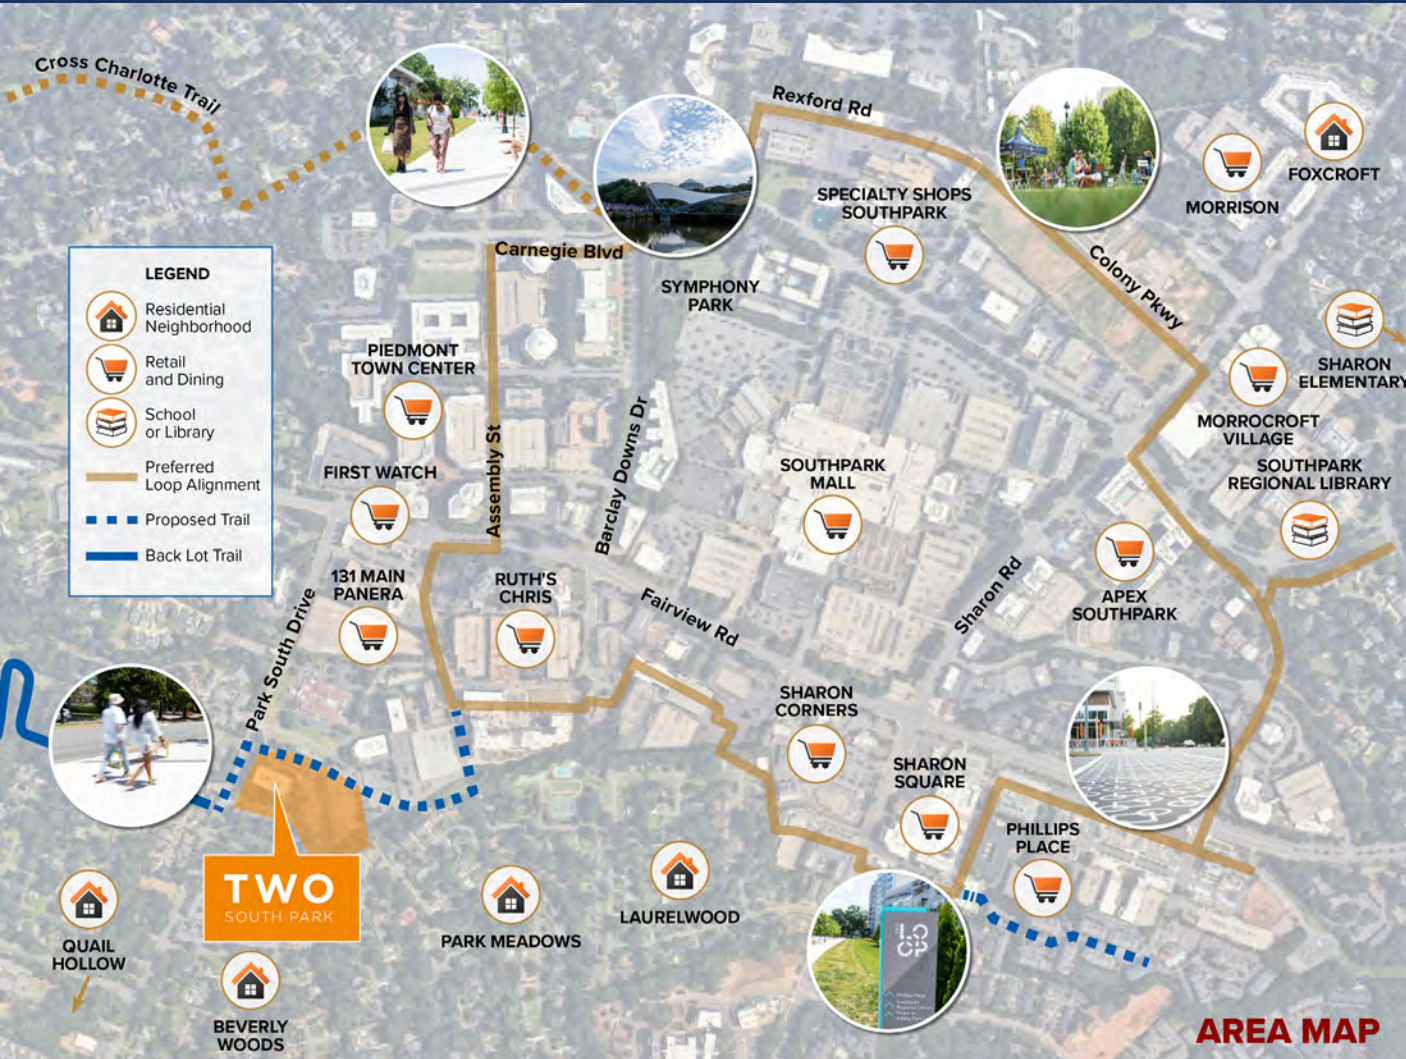 Cross Charlotte Trail
Rexford Rd
FOXCROFT
MORRISON
SPECIALTY SHOPS
SOUTHPARK
Carnegie Blvd
Colony Pkwy
SYMPHONY
PARK
LEGEND
Residential
Neighborhood
Retail
and Dining
School
or Library
Preferred
Loop Alignment
Proposed Trail
Back Lot Trail
PIEDMONT
TOWN CENTER
SHARON
ELEMENTARY
MORROCROFT
VILLAGE
Barclay Downs Dr
Assembly St
FIRST WATCH
SOUTHPARK
MALL
SOUTHPARK
REGIONAL LIBRARY
131 MAIN
PANERA
RUTH'S
CHRIS
Fairview Rd
Sharon Rd
APEX
SOUTHPARK
Park South Drive
SHARON
CORNERS
SHARON
SQUARE
PHILLIPS
PLACE
TWO
SOUTH PARK
LAURELWOOD
PARK MEADOWS
QUAIL
HOLLOW
BEVERLY
WOODS
LOOP
AREA MAP